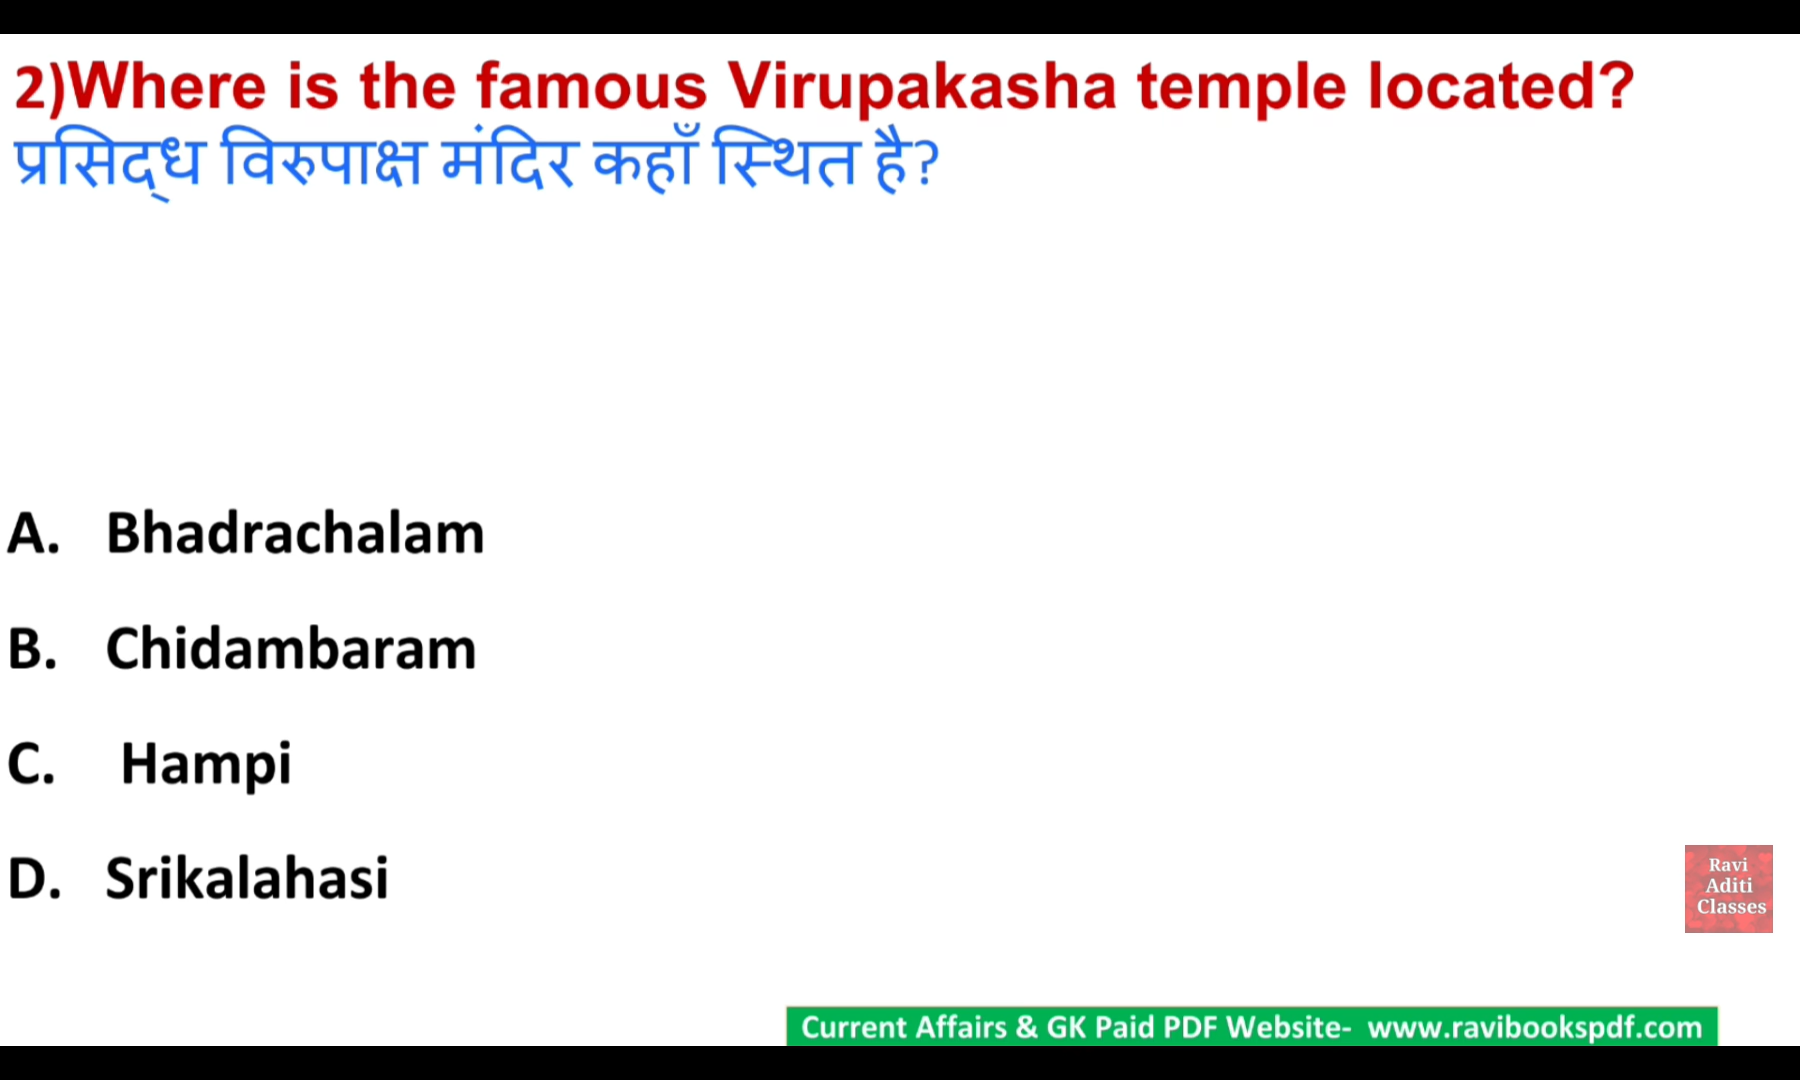 2)Where is the famous Virupakasha temple located?
प्रसिद्ध विरुपाक्ष मंदिर कहाँ स्थित है?
A. Bhadrachalam
B. Chidambaram
C. Hampi
D. Srikalahasi
Ravi
Aditi
Classes
Current Affairs & GK Paid PDF Website- www.ravibookspdf.com